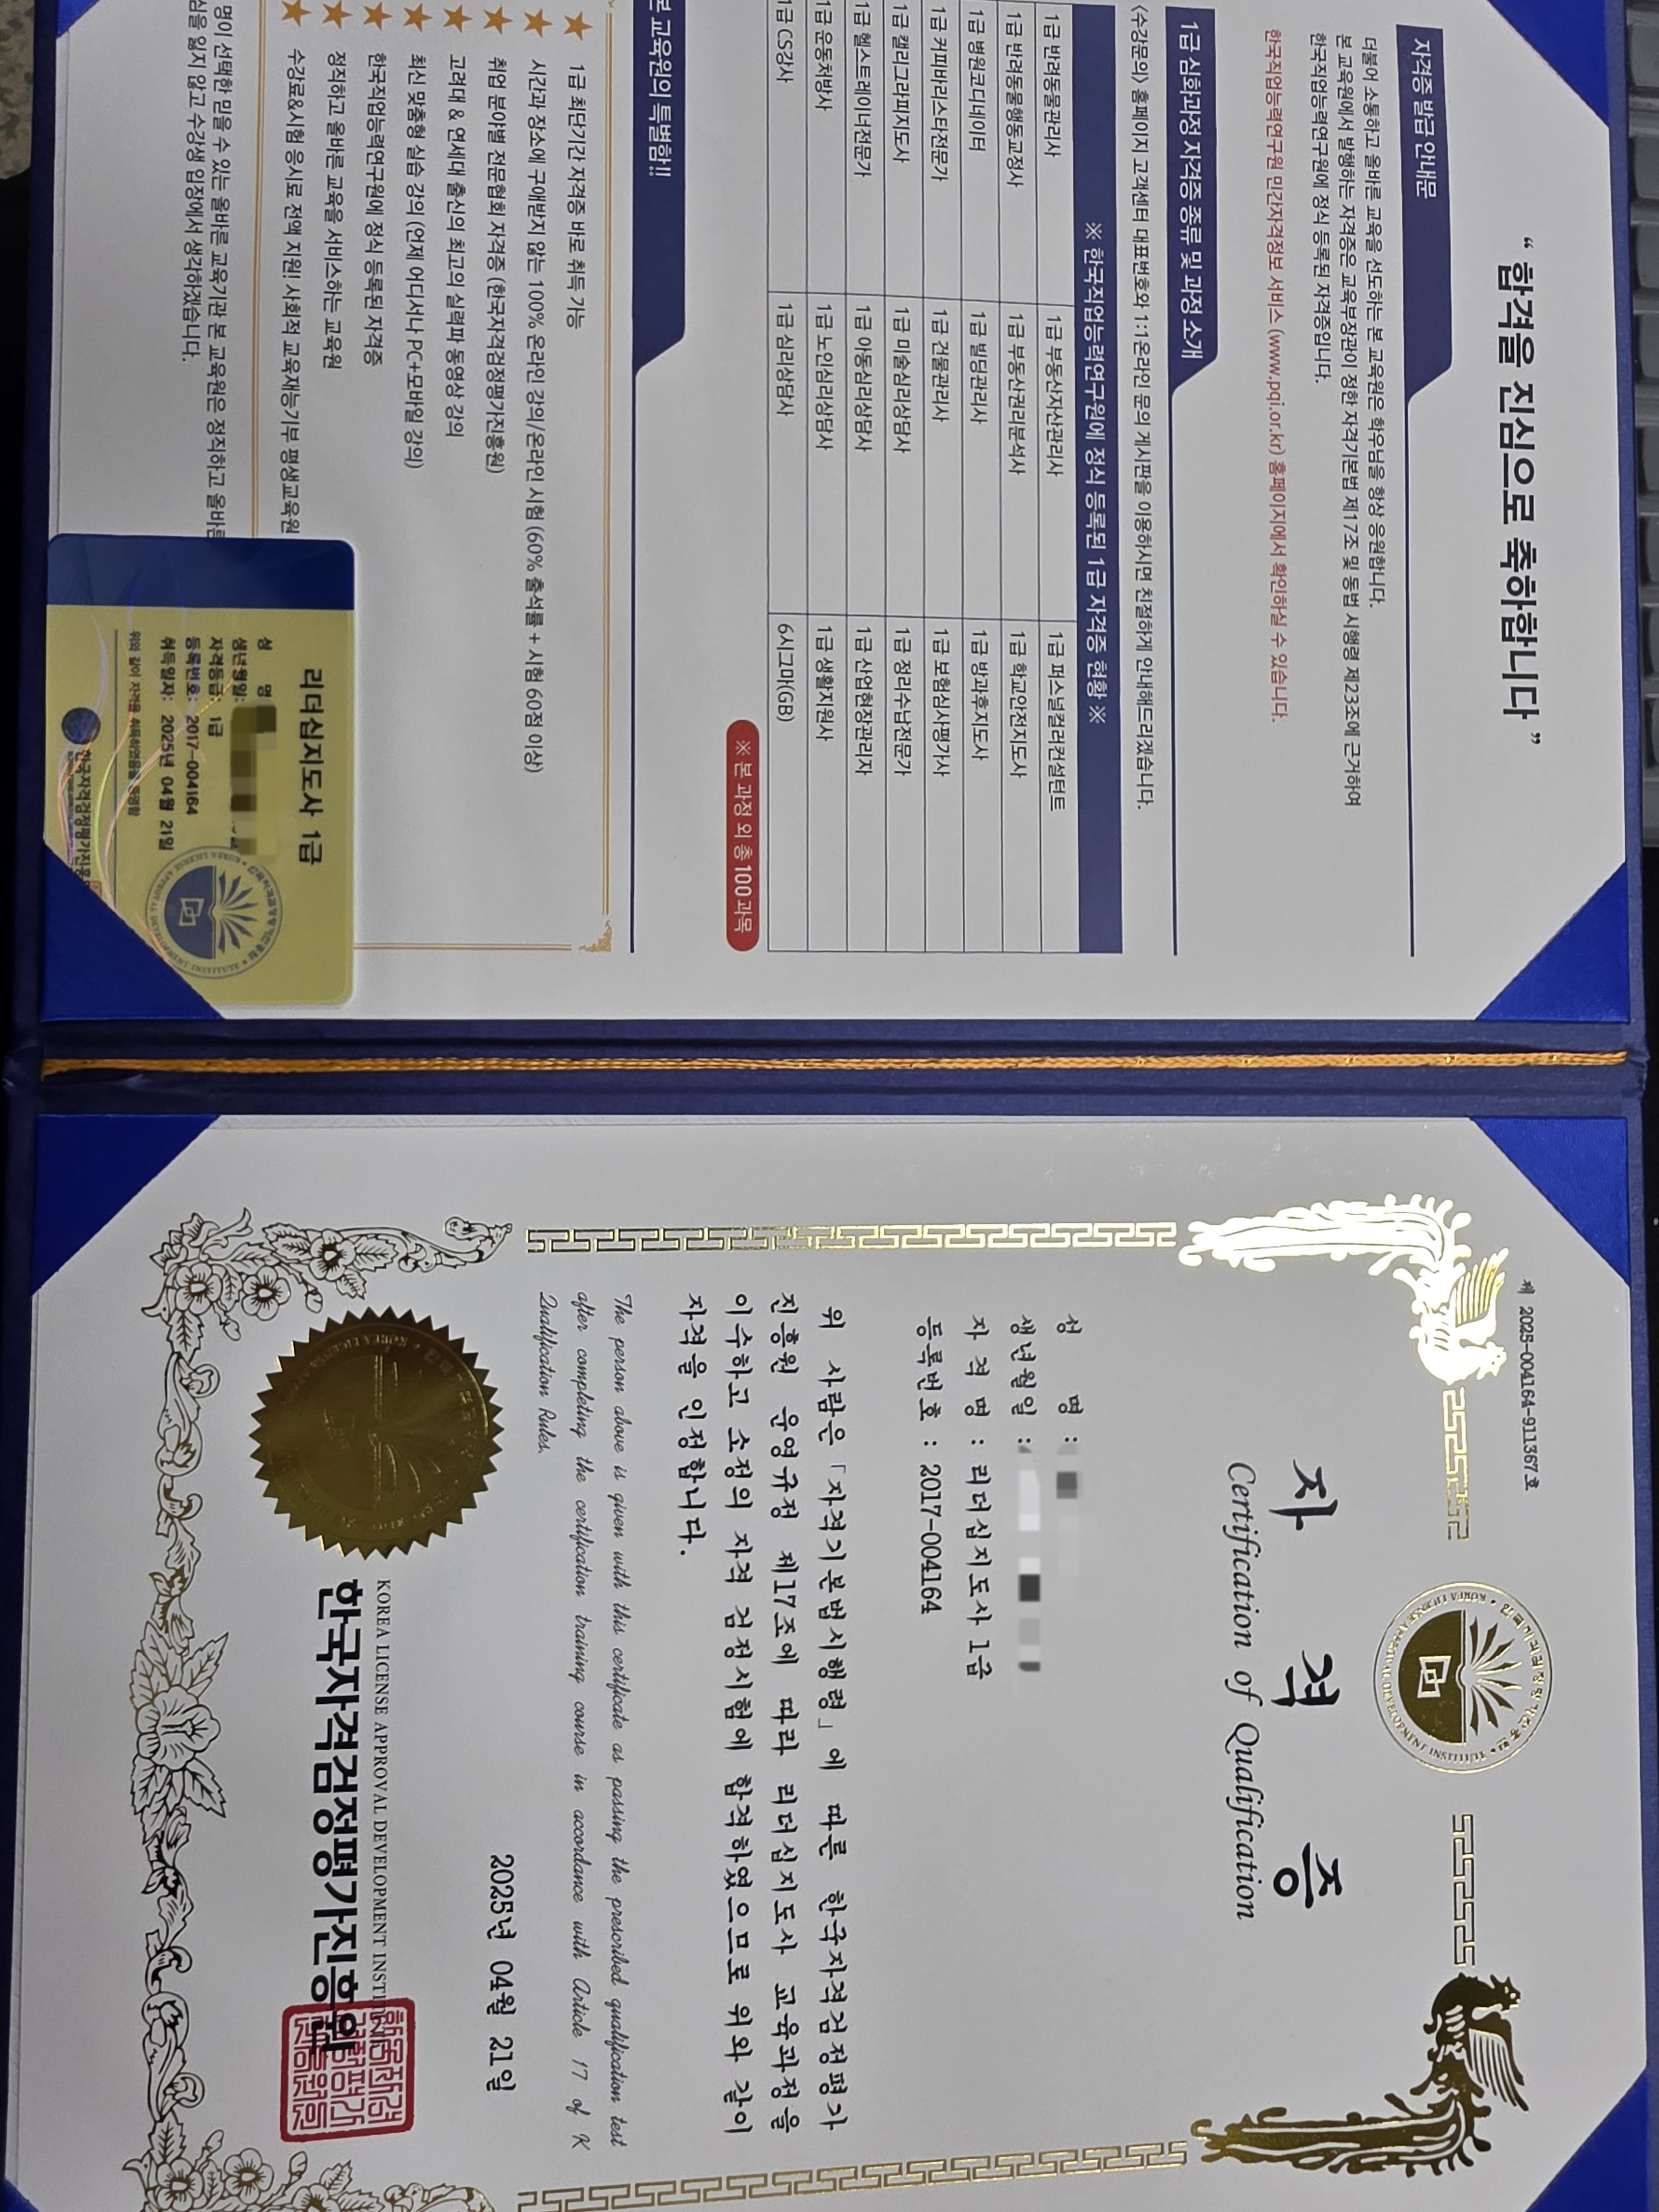 “ 합격을 진심으로 축하합니다 ”
자격증 발급 안내문
더불어 소통하고 올바른 교육을 선도하는 본 교육원은 학우님을 항상 응원합니다.
본 교육원에서 발행하는 자격증은 교육부장관이 정한 자격기본법 제17조 및 동법 시행령 제23조에 근거하여
한국직업능력연구원에 정식 등록된 자격증입니다.
한국직업능력연구원 민간자격정보 서비스 (www.pqi.or.kr) 홈페이지에서 확인하실 수 있습니다.
1급 심화과정 자격증 종류 및 과정 소개
(수강문의) 홈페이지 고객센터 대표번호와 1:1 온라인 문의 게시판을 이용하시면 친절하게 안내해드리겠습니다.
※ 한국직업능력연구원에 정식 등록된 1급 자격증 현황 ※
1급 반려동물관리사 1급 부동산자산관리사 1급 퍼스널컬러컨설턴트
1급 반려동물행동교정사 1급 부동산권리분석사 1급 학교안전지도사
1급 병원코디네이터 1급 빌딩관리사 1급 방과후지도사
1급 커피바리스타전문가 1급 건물관리사 1급 보험심사평가사
1급 캘리그라피지도사 1급 미술심리상담사 1급 정리수납전문가
1급 헬스트레이너전문가 1급 아동심리상담사 1급 산업현장관리자
1급 운동처방사 1급 노인심리상담사 1급 생활지원사
1급 CS강사 1급 심리상담사 6시그마(GB)
※ 본 과정 외 총 100과목
본 교육원의 특별함!!
1급 최단기간 자격증 바로 취득 가능
시간과 장소에 구애받지 않는 100% 온라인 강의/온라인 시험 (60% 출석률 + 시험 60점 이상)
취업 분야별 전문협회 자격증 (한국자격검정평가진흥원)
고려대 & 연세대 출신의 최고의 실력파 동영상 강의
최신 맞춤형 실습 강의 (언제 어디서나 PC+모바일 강의)
한국직업능력연구원에 정식 등록된 자격증
정직하고 올바른 교육을 서비스하는 교육원
수강료&시험 응시료 전액 지원! 사회적 교육재능기부 평생교육원
명이 선택한 믿을 수 있는 올바른 교육기관 본 교육원은 정직하고 올바른
심을 잃지 않고 수강생 입장에서 생각하겠습니다.
리더십지도사 1급
성 명
생년월일:
자격등급: 1급
등록번호: 2017-004164
취득일자: 2025년 04월 21일
위와 같이 자격을 취득하였음을 증명함
한국자격검정평가진흥원
제 2025-004164-911367호
자 격 증
Certification of Qualification
성 명 :
생년월일 :
자 격 명 : 리더십지도사 1급
등록번호 : 2017-004164
위 사람은 「자격기본법시행령」에 따른 한국자격검정평가
진흥원 운영규정 제17조에 따라 리더십지도사 교육과정을
이수하고 소정의 자격 검정시험에 합격하였으므로 위와 같이
자격을 인정합니다.
The person above is given with this certificate as passing the prescribed qualification test
after completing the certification training course in accordance with Article 17 of K
Qualification Rules.
2025년 04월 21일
KOREA LICENSE APPROVAL DEVELOPMENT INSTITUTE
한국자격검정평가진흥원